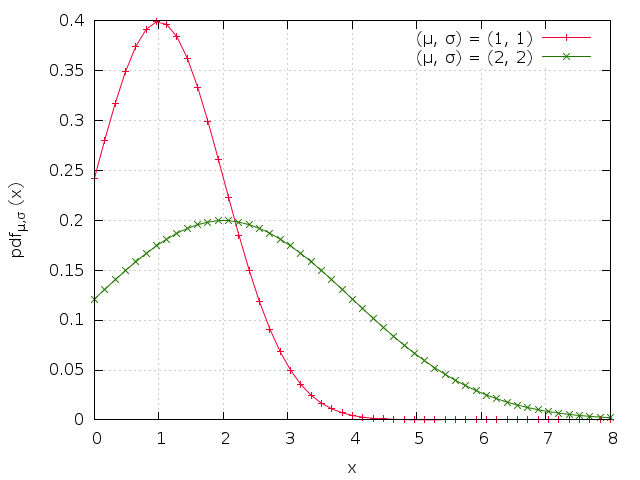 0.4
0.35
0.3
0.25
0.2
0.15
0.1
0.05
0
0 1 2 3 4 5 6 7 8
x
pdfμ,σ (x)
(μ, σ) = (1, 1)
(μ, σ) = (2, 2)